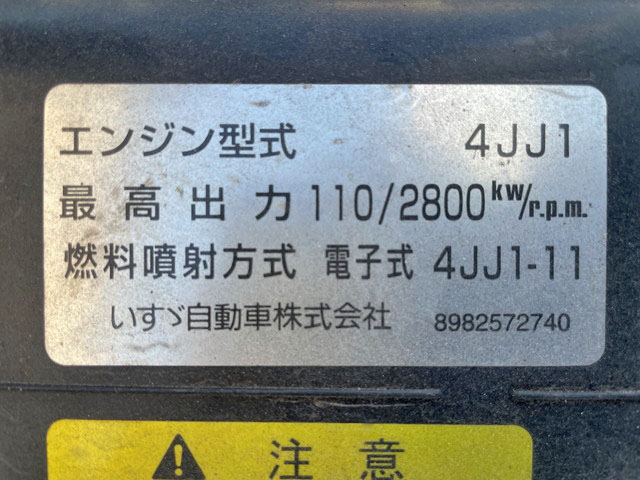 エンジン型式 4JJ1
最高出力 110/2800 kW/r.p.m.
燃料噴射方式 電子式 4JJ1-11
いすゞ自動車株式会社 8982572740
注意